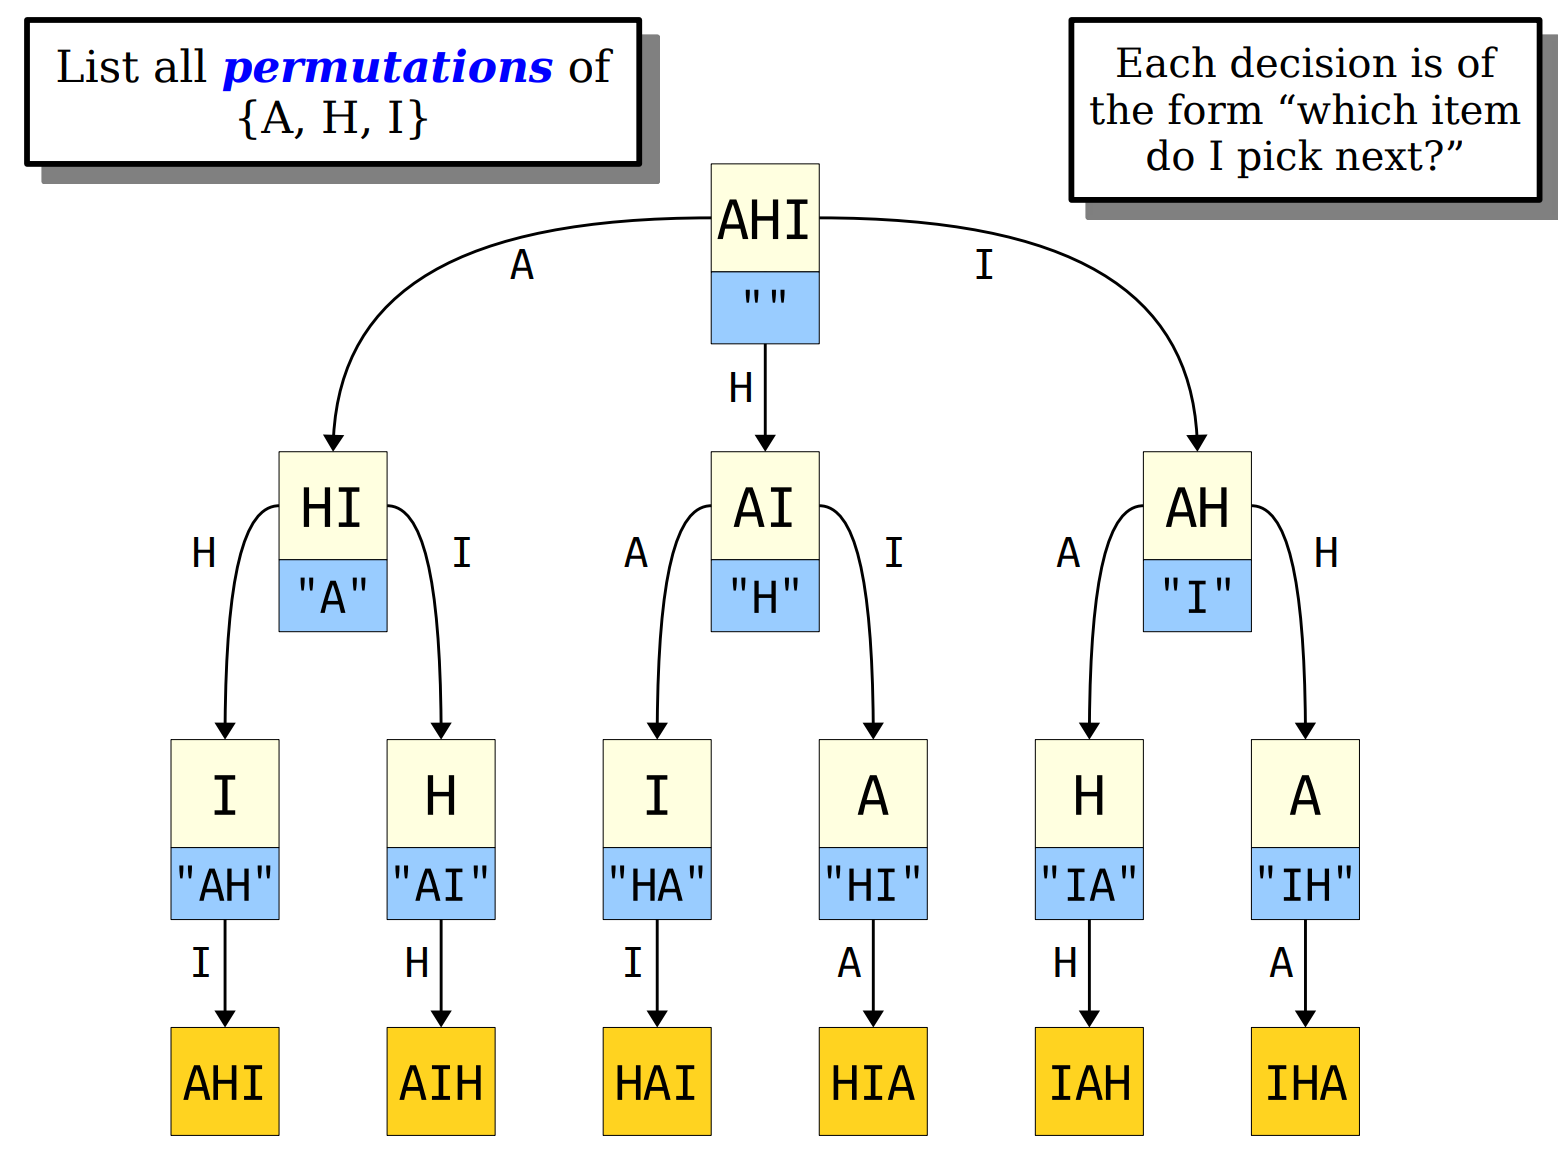 List all permutations of
{A, H, I}
Each decision is of
the form “which item
do I pick next?”
AHI
""
A
I
H
HI
"A"
AI
"H"
AH
"I"
H
I
A
I
A
H
I
"AH"
H
"AI"
I
"HA"
A
"HI"
H
"IA"
A
"IH"
I
H
I
A
H
A
AHI
AIH
HAI
HIA
IAH
IHA